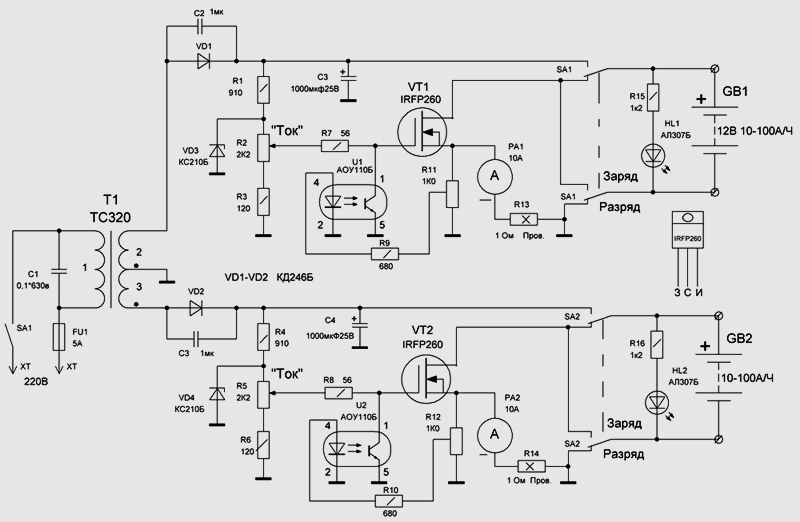 C2 1мк
VD1
R1
910
C3
1000мкф25В
VT1
IRFP260
SA1
R15
1к2
GB1
+
12В 10-100А/Ч
HL1
АЛ307Б
VD3
КС210Б
R2
2К2
"Ток"
R7 56
U1
АОУ110Б
4
1
2
5
R3
120
R11
1К0
PA1
10А
A
R13
1 Ом Пров.
R9
680
SA1
Заряд
Разряд
IRFP260
З С И
T1
ТС320
1
2
3
C1
0,1*630в
SA1
FU1
5А
ХТ
ХТ
220В
VD1-VD2 КД246Б
VD2
C3 1мк
R4
910
C4
1000мкФ25В
VT2
IRFP260
SA2
R16
1к2
GB2
+
10-100А/Ч
HL2
АЛ307Б
VD4
КС210Б
R5
2К2
"Ток"
R8 56
U2
АОУ110Б
4
1
2
5
R6
120
R12
1К0
PA2
10А
A
R14
1 Ом Пров.
R10
680
SA2
Заряд
Разряд